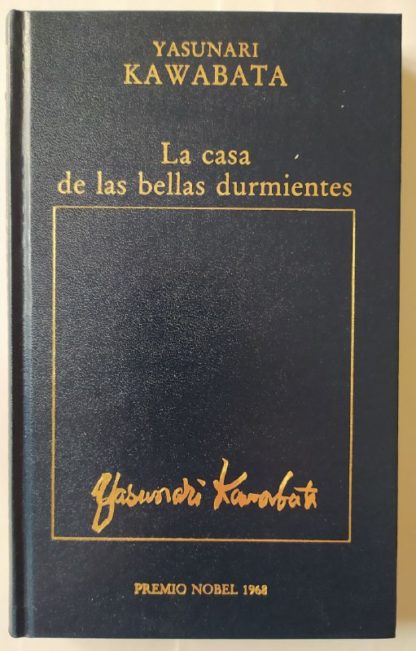 YASUNARI
KAWABATA
La casa
de las bellas durmientes
Yasunari Kawabata
PREMIO NOBEL 1968